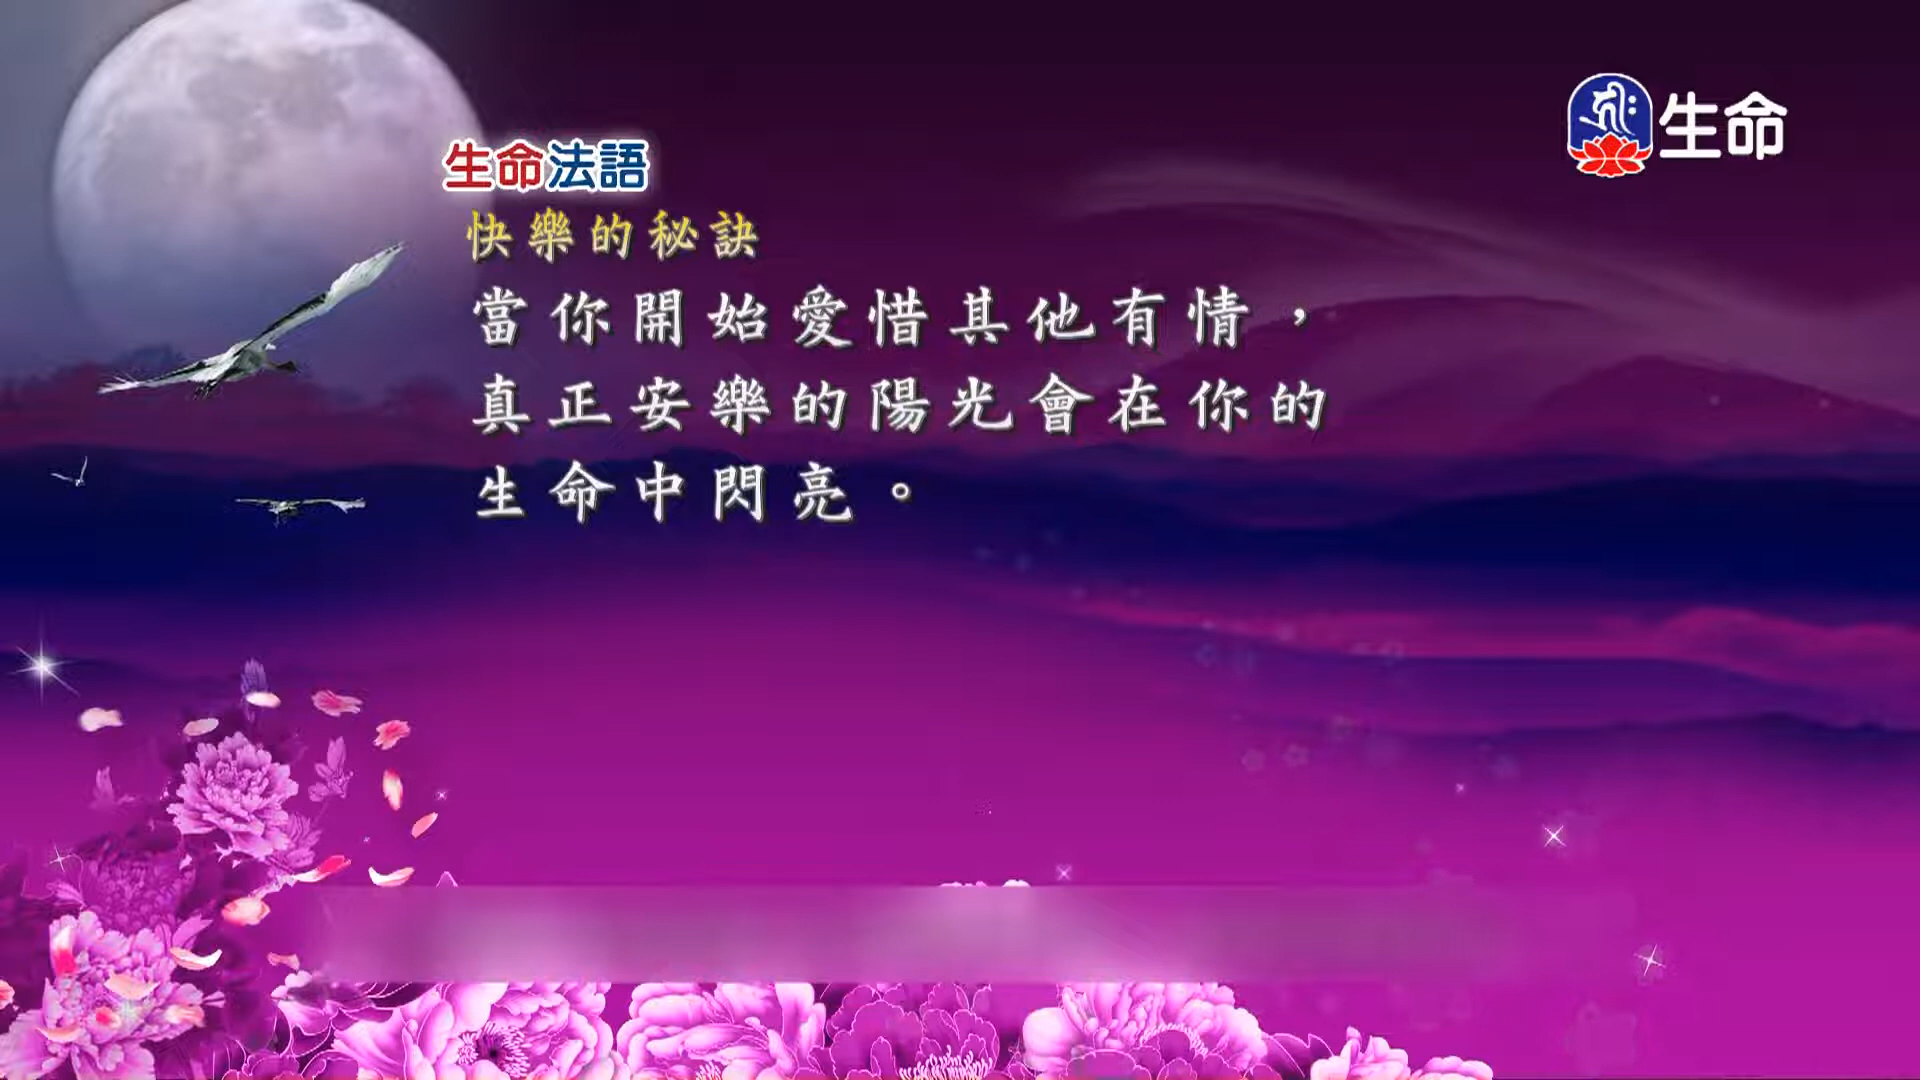 生命
生命法語
快樂的秘訣
當你開始愛惜其他有情，
真正安樂的陽光會在你的
生命中閃亮。